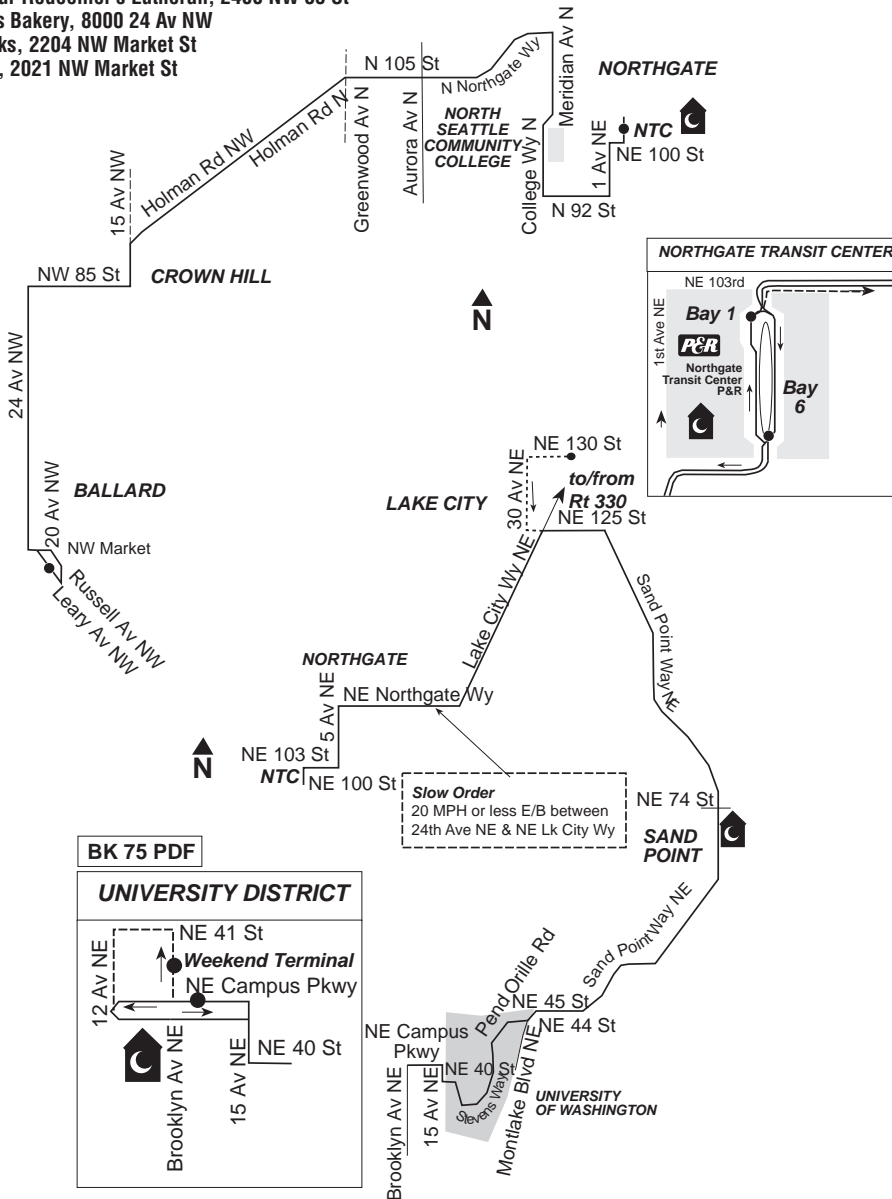 Redeemer's Lutheran, 2400 NW 85 St
Bakery, 8000 24 Av NW
2204 NW Market St
, 2021 NW Market St
N 105 St
N Northgate Wy
Meridian Av N
NORTHGATE
Holman Rd NW
Holman Rd N
Greenwood Av N
Aurora Av N
NORTH
SEATTLE
COMMUNITY
COLLEGE
College Wy N
1 Av NE
NTC
NE 100 St
N 92 St
15 Av NW
NW 85 St
CROWN HILL
24 Av NW
N
NORTHGATE TRANSIT CENTER
NE 103rd
1st Ave NE
Bay 1
P&R
Northgate
Transit Center
P&R
Bay
6
20 Av NW
BALLARD
NW Market
Russell Av NW
Leary Av NW
NE 130 St
30 Av NE
LAKE CITY
to/from
Rt 330
NE 125 St
Lake City Wy NE
Sand Point Way NE
NORTHGATE
5 Av NE
NE Northgate Wy
N
NE 103 St
NTC
NE 100 St
Slow Order
20 MPH or less E/B between
24th Ave NE & NE Lk City Wy
NE 74 St
SAND
POINT
BK 75 PDF
UNIVERSITY DISTRICT
NE 41 St
12 Av NE
Weekend Terminal
NE Campus Pkwy
Brooklyn Av NE
15 Av NE
NE 40 St
Sand Point Way NE
Pend Orille Rd
NE 45 St
NE 44 St
NE Campus
Pkwy
NE 40 St
Stevens Way
Brooklyn Av NE
15 Av NE
Montlake Blvd NE
UNIVERSITY
OF WASHINGTON